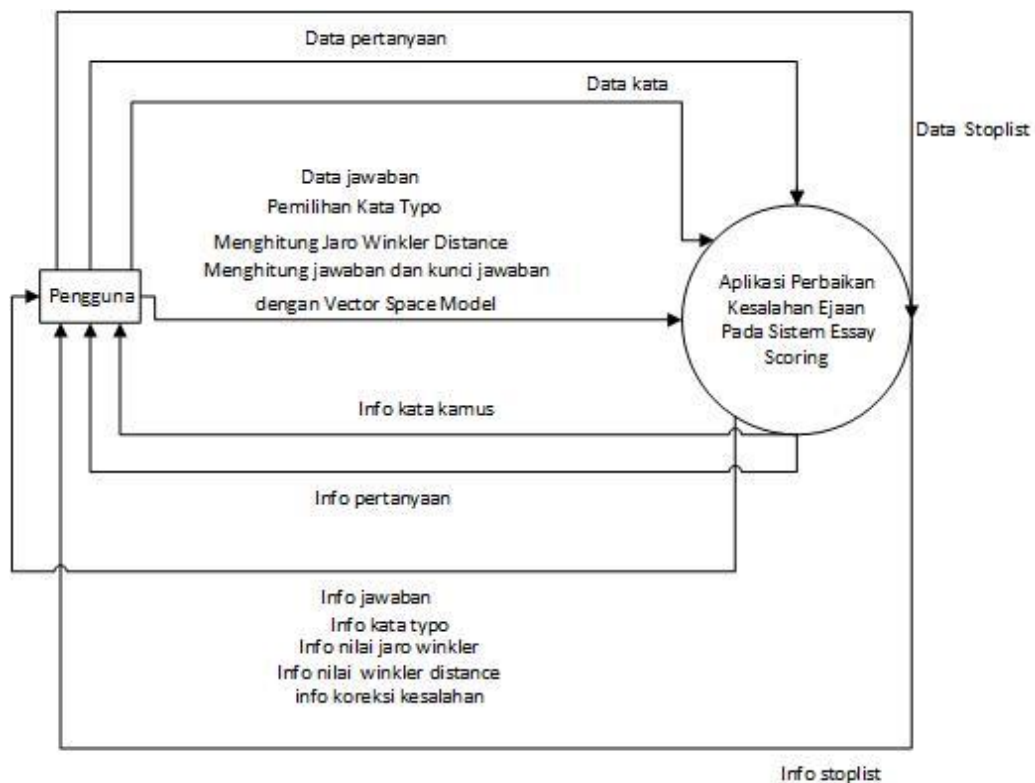 Data pertanyaan
Data kata
Data Stoplist
Data jawaban
Pemilihan Kata Typo
Menghitung Jaro Winkler Distance
Menghitung jawaban dan kunci jawaban
dengan Vector Space Model
Pengguna
Aplikasi Perbaikan
Kesalahan Ejaan
Pada Sistem Essay
Scoring
Info kata kamus
Info pertanyaan
Info jawaban
Info kata typo
Info nilai jaro winkler
Info nilai winkler distance
info koreksi kesalahan
Info stoplist